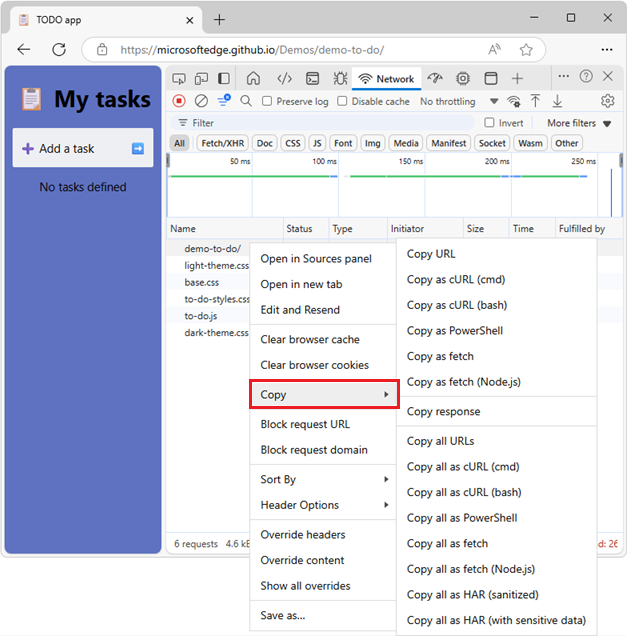 TODO app
https://microsoftedge.github.io/Demos/demo-to-do/
My tasks
Add a task
No tasks defined
Network
Preserve log Disable cache No throttling
Filter Invert More filters
All Fetch/XHR Doc CSS JS Font Img Media Manifest Socket Wasm Other
50 ms 100 ms 150 ms 200 ms 250 ms
Name Status Type Initiator Size Time Fulfilled by
demo-to-do/
light-theme.css
base.css
to-do-styles.css
to-do.js
dark-theme.css
Open in Sources panel
Open in new tab
Edit and Resend
Clear browser cache
Clear browser cookies
Copy
Block request URL
Block request domain
Sort By
Header Options
Override headers
Override content
Show all overrides
Save as...
Copy URL
Copy as cURL (cmd)
Copy as cURL (bash)
Copy as PowerShell
Copy as fetch
Copy as fetch (Node.js)
Copy response
Copy all URLs
Copy all as cURL (cmd)
Copy all as cURL (bash)
Copy all as PowerShell
Copy all as fetch
Copy all as fetch (Node.js)
Copy all as HAR (sanitized)
Copy all as HAR (with sensitive data)
6 requests 4.6 k